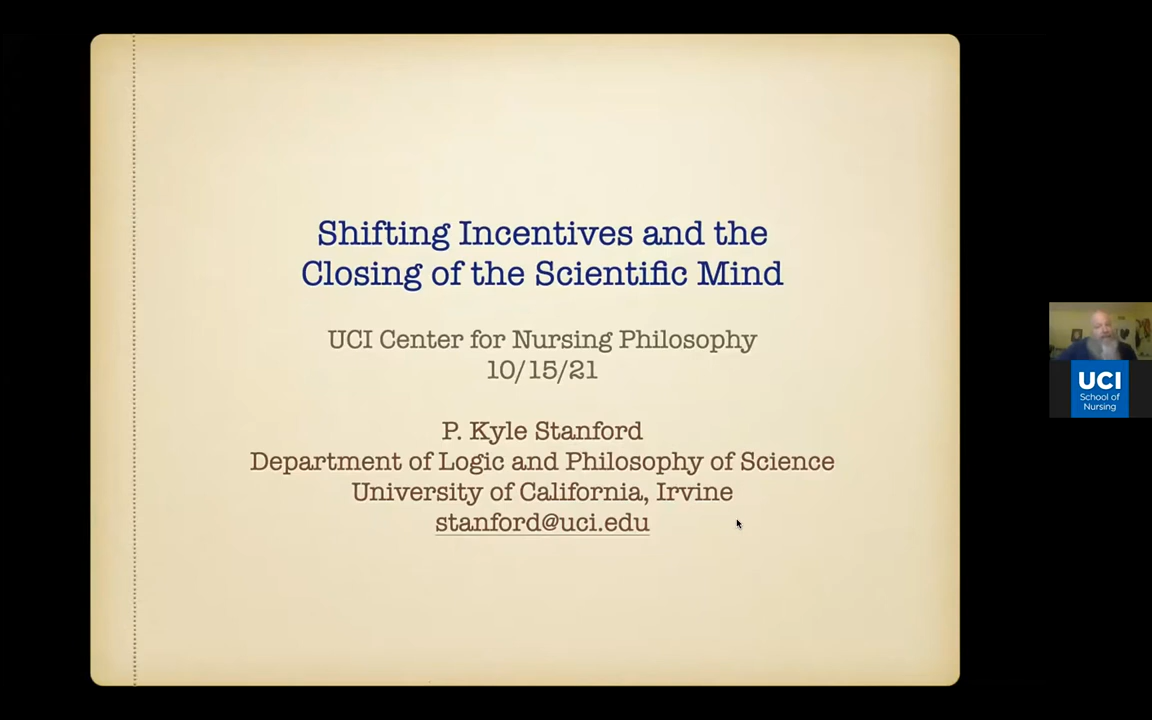 Shifting Incentives and the
Closing of the Scientific Mind
UCI Center for Nursing Philosophy
10/15/21
P. Kyle Stanford
Department of Logic and Philosophy of Science
University of California, Irvine
stanford@uci.edu
UCI
School of
Nursing